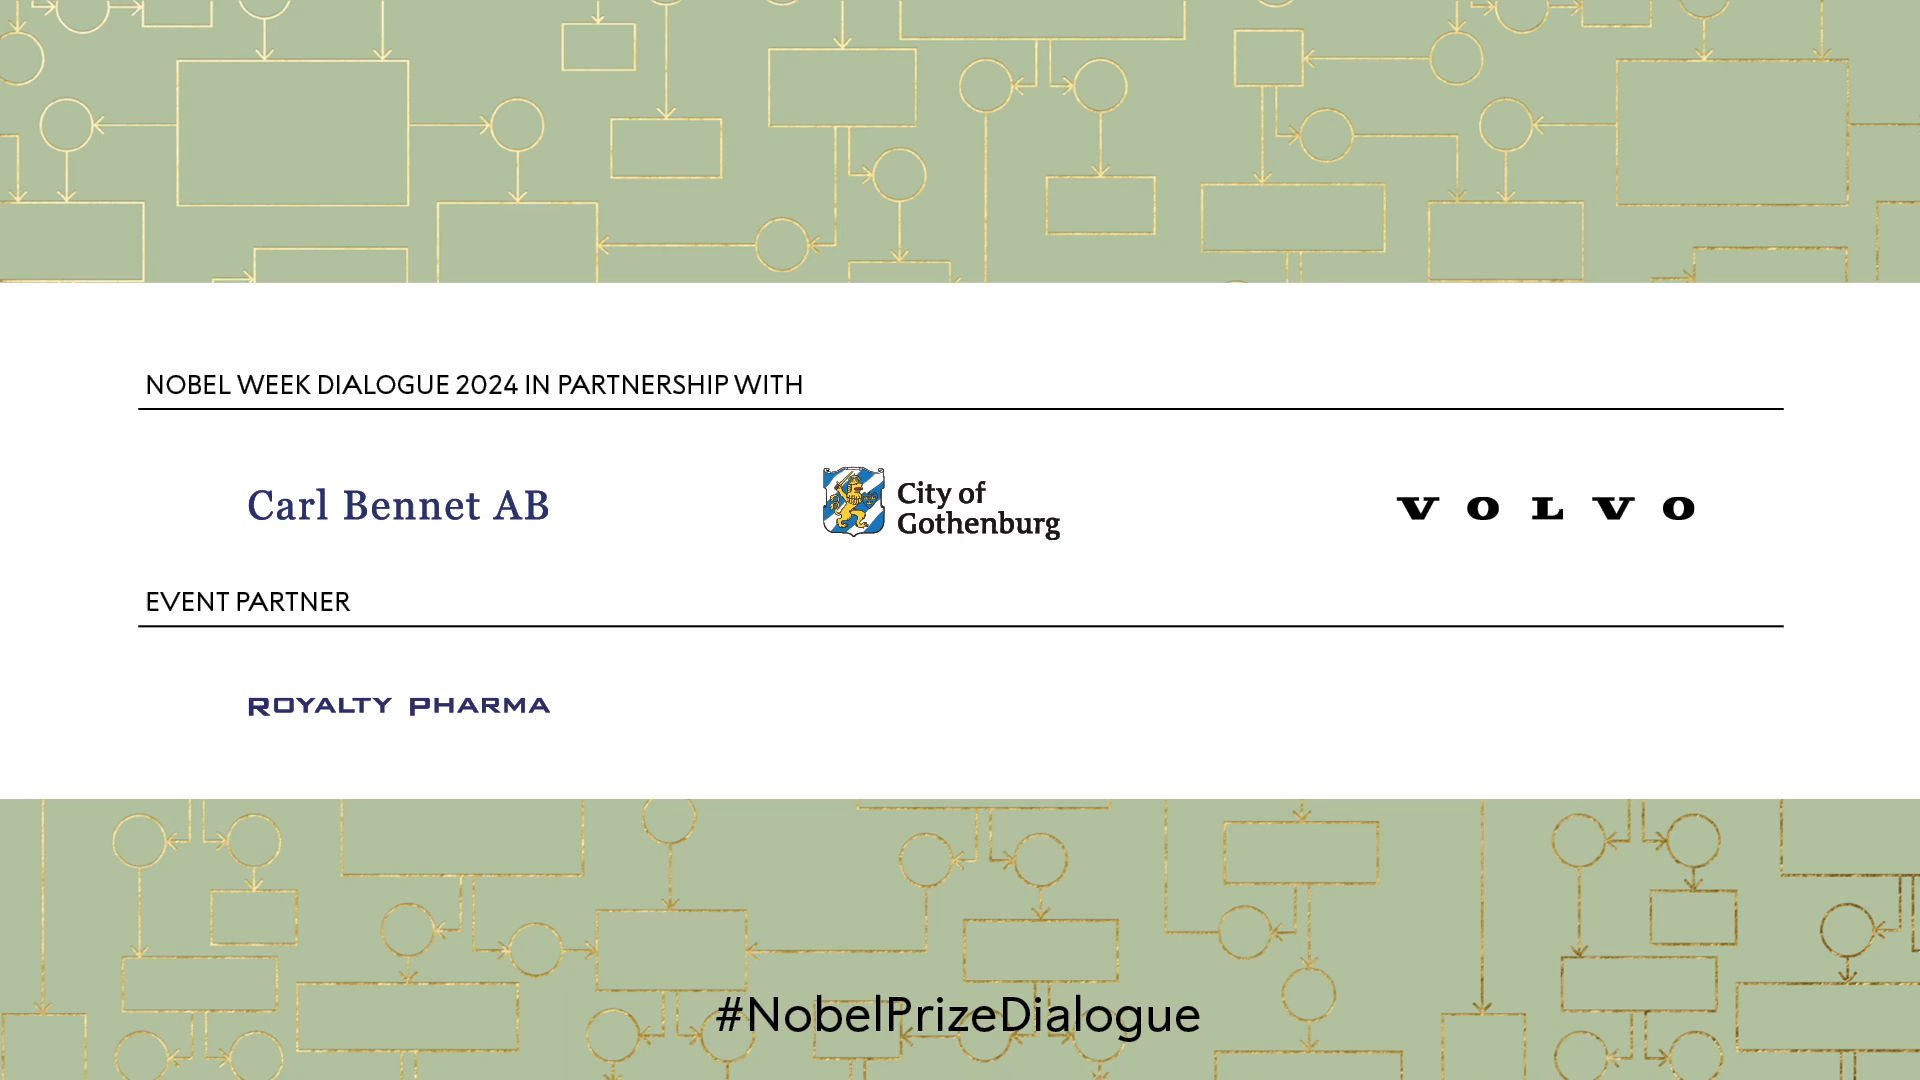 NOBEL WEEK DIALOGUE 2024 IN PARTNERSHIP WITH
Carl Bennet AB
City of
Gothenburg
VOLVO
EVENT PARTNER
ROYALTY PHARMA
#NobelPrizeDialogue